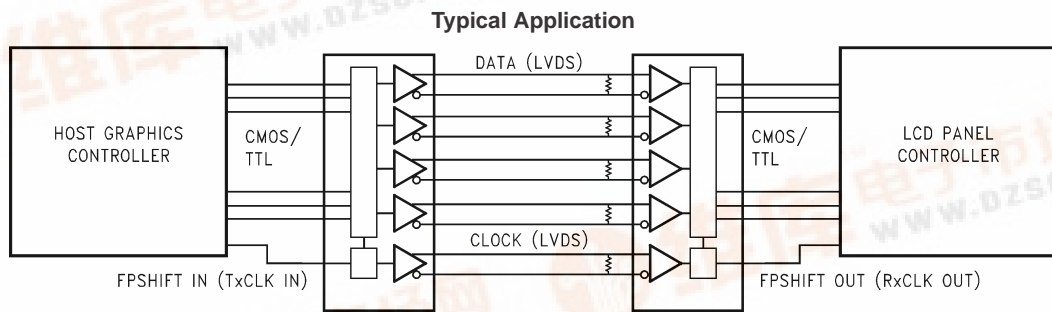 Typical Application
DATA (LVDS)
HOST GRAPHICS
CONTROLLER
CMOS/
TTL
CMOS/
TTL
LCD PANEL
CONTROLLER
CLOCK (LVDS)
FPSHIFT IN (TxCLK IN)
FPSHIFT OUT (RxCLK OUT)